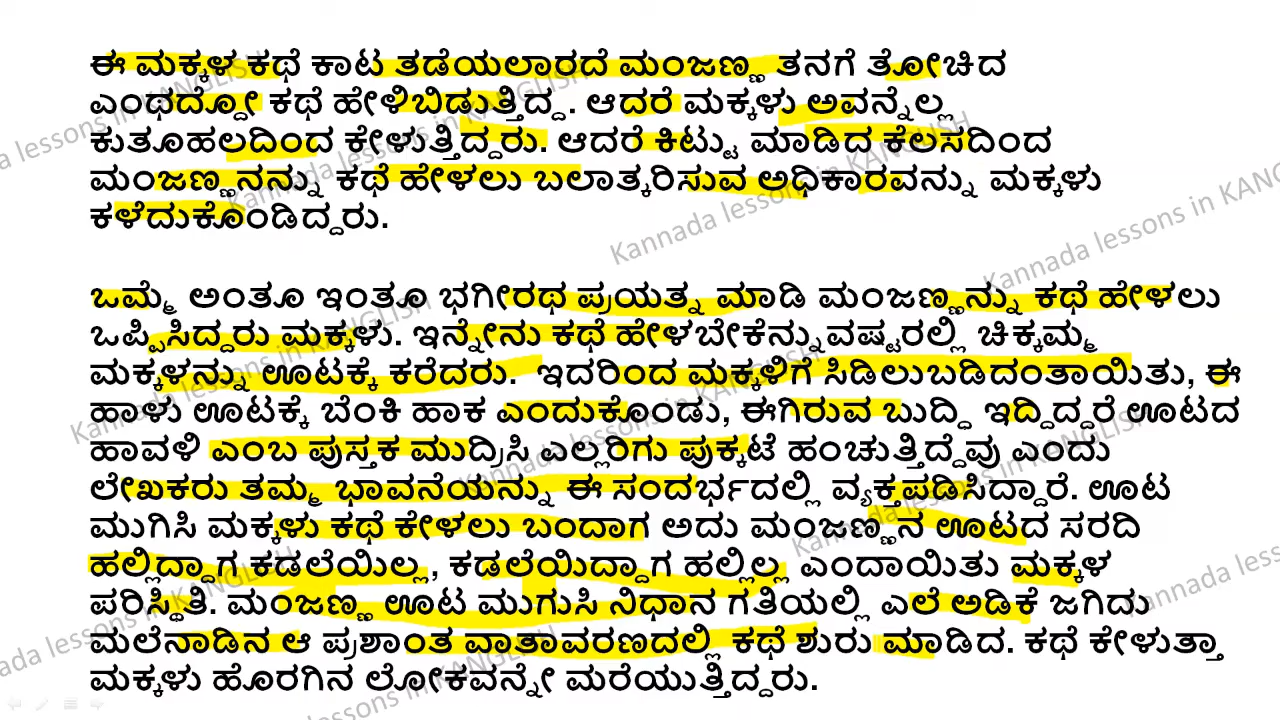 ಈ ಮಕ್ಕಳ ಕಥೆ ಕಾಟ ತಡೆಯಲಾರದೆ ಮಂಜಣ್ಣ ತನಗೆ ತೋಚಿದ
ಎಂಥದ್ದೋ ಕಥೆ ಹೇಳಿಬಿಡುತ್ತಿದ್ದ. ಆದರೆ ಮಕ್ಕಳು ಅವನ್ನೆಲ್ಲ
ಕುತೂಹಲದಿಂದ ಕೇಳುತ್ತಿದ್ದರು. ಆದರೆ ಕಿಟ್ಟು ಮಾಡಿದ ಕೆಲಸದಿಂದ
ಮಂಜಣ್ಣನನ್ನು ಕಥೆ ಹೇಳಲು ಬಲಾತ್ಕರಿಸುವ ಅಧಿಕಾರವನ್ನು ಮಕ್ಕಳು
ಕಳೆದುಕೊಂಡಿದ್ದರು.
ಒಮ್ಮೆ ಅಂತೂ ಇಂತೂ ಭಗೀರಥ ಪ್ರಯತ್ನ ಮಾಡಿ ಮಂಜಣ್ಣನ್ನು ಕಥೆ ಹೇಳಲು
ಒಪ್ಪಿಸಿದ್ದರು ಮಕ್ಕಳು. ಇನ್ನೇನು ಕಥೆ ಹೇಳಬೇಕೆನ್ನುವಷ್ಟರಲ್ಲಿ ಚಿಕ್ಕಮ್ಮ
ಮಕ್ಕಳನ್ನು ಊಟಕ್ಕೆ ಕರೆದರು. ಇದರಿಂದ ಮಕ್ಕಳಿಗೆ ಸಿಡಿಲುಬಡಿದಂತಾಯಿತು, ಈ
ಹಾಳು ಊಟಕ್ಕೆ ಬೆಂಕಿ ಹಾಕ ಎಂದುಕೊಂಡು, ಈಗಿರುವ ಬುದ್ಧಿ ಇದ್ದಿದ್ದರೆ ಊಟದ
ಹಾವಳಿ ಎಂಬ ಪುಸ್ತಕ ಮುದ್ರಿಸಿ ಎಲ್ಲರಿಗು ಪುಕ್ಕಟೆ ಹಂಚುತ್ತಿದ್ದೆವು ಎಂದು
ಲೇಖಕರು ತಮ್ಮ ಭಾವನೆಯನ್ನು ಈ ಸಂದರ್ಭದಲ್ಲಿ ವ್ಯಕ್ತಪಡಿಸಿದ್ದಾರೆ. ಊಟ
ಮುಗಿಸಿ ಮಕ್ಕಳು ಕಥೆ ಕೇಳಲು ಬಂದಾಗ ಅದು ಮಂಜಣ್ಣನ ಊಟದ ಸರದಿ
ಹಲ್ಲಿದ್ದಾಗ ಕಡಲೆಯಿಲ್ಲ, ಕಡಲೆಯಿದ್ದಾಗ ಹಲ್ಲಿಲ್ಲ ಎಂದಾಯಿತು ಮಕ್ಕಳ
ಪರಿಸ್ಥಿತಿ. ಮಂಜಣ್ಣ ಊಟ ಮುಗುಸಿ ನಿಧಾನ ಗತಿಯಲ್ಲಿ ಎಲೆ ಅಡಿಕೆ ಜಗಿದು
ಮಲೆನಾಡಿನ ಆ ಪ್ರಶಾಂತ ವಾತಾವರಣದಲ್ಲಿ ಕಥೆ ಶುರು ಮಾಡಿದ. ಕಥೆ ಕೇಳುತ್ತಾ
ಮಕ್ಕಳು ಹೊರಗಿನ ಲೋಕವನ್ನೇ ಮರೆಯುತ್ತಿದ್ದರು.
Kannada lessons in KANGLISH